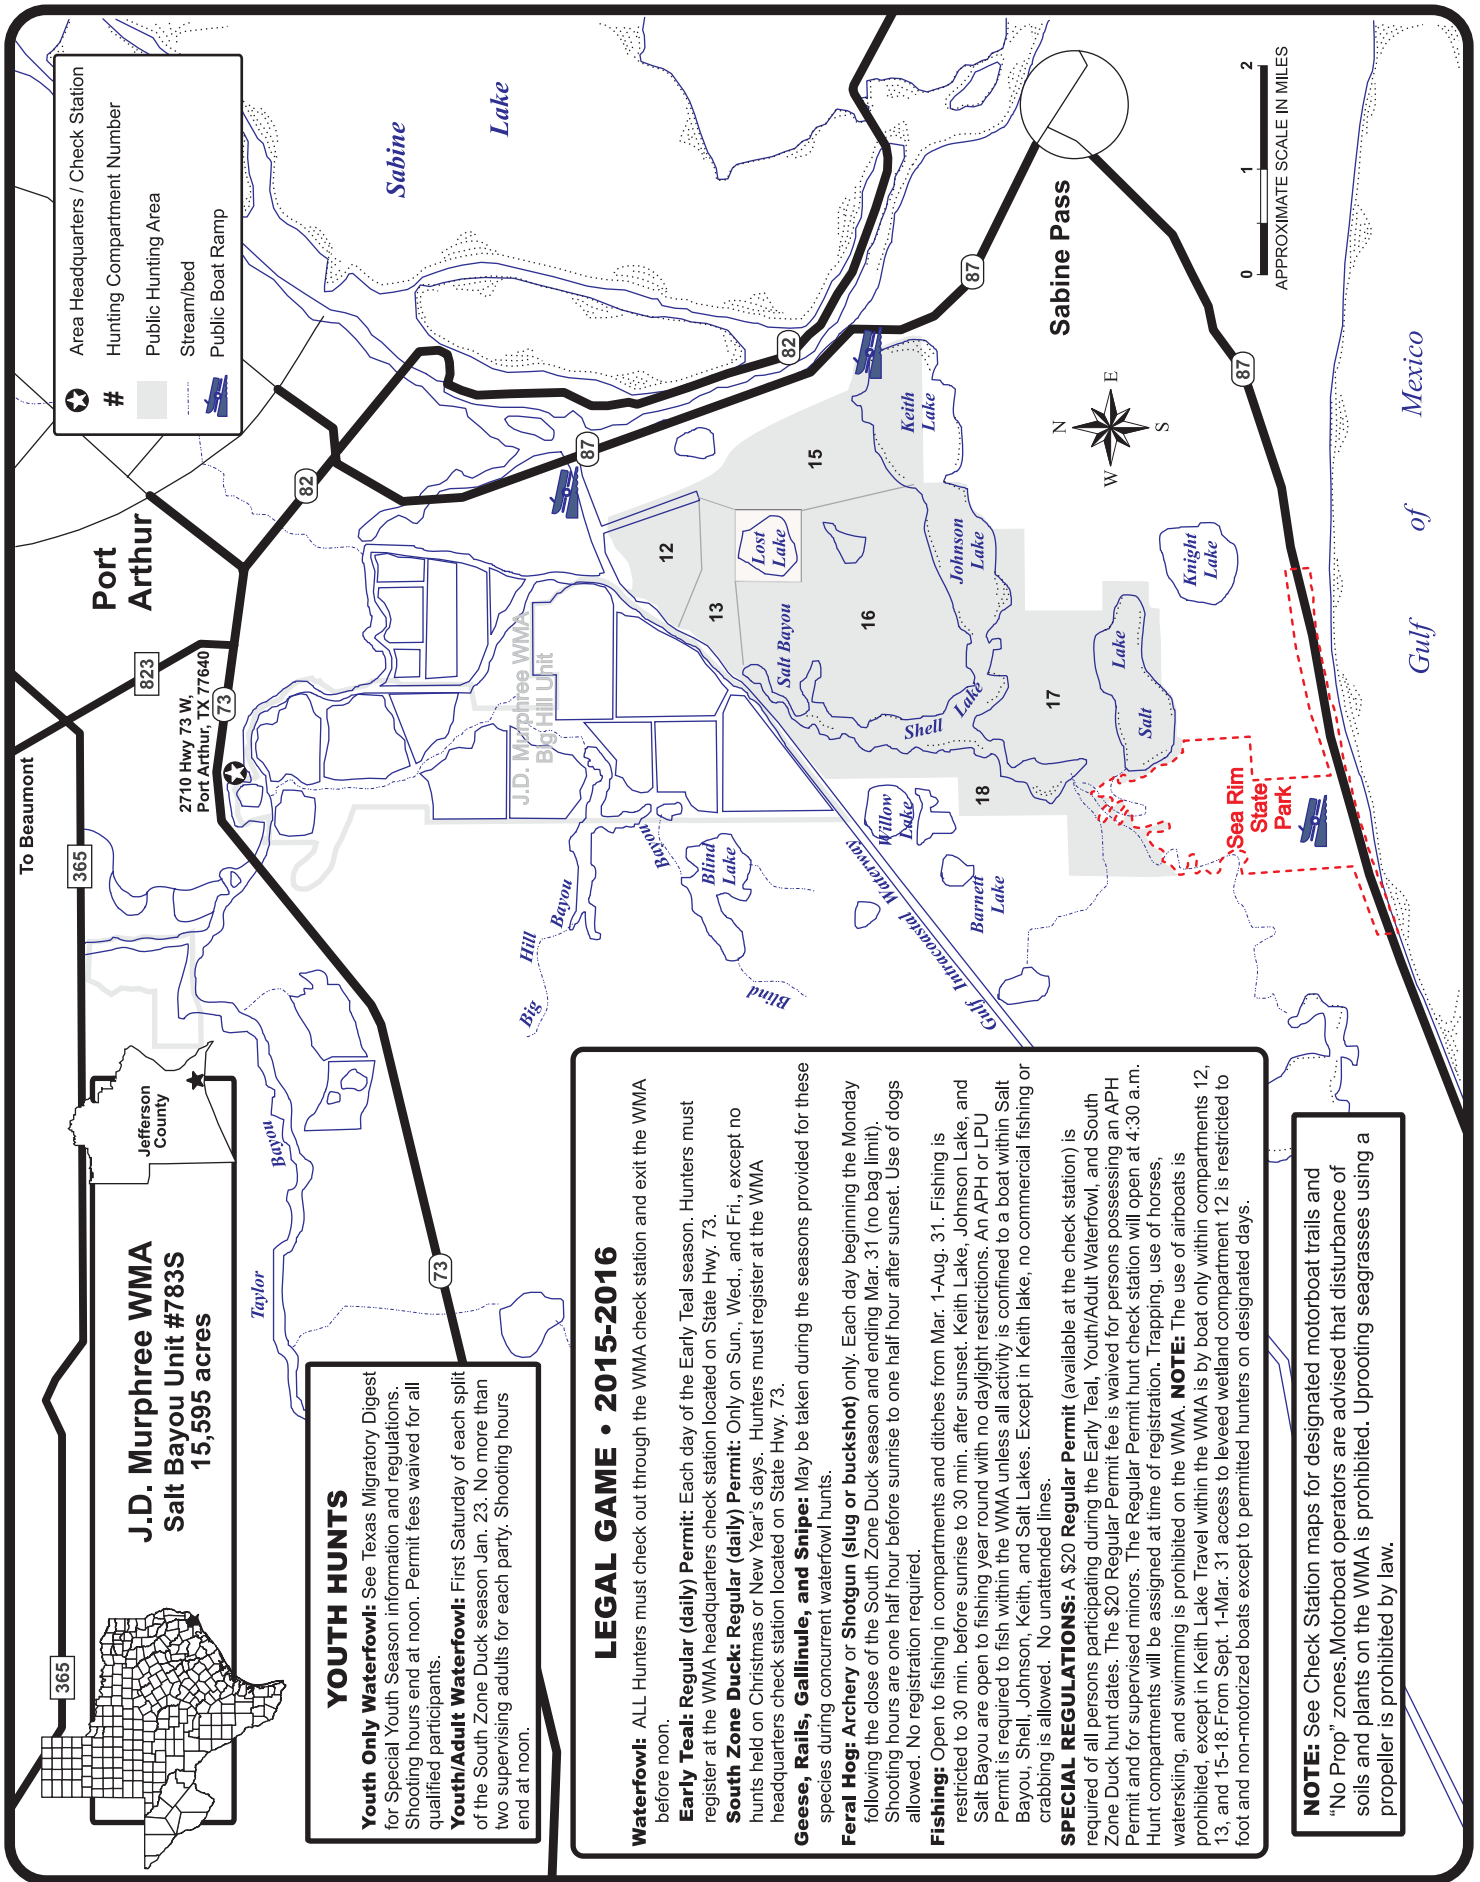 J.D. Murphree WMA
Salt Bayou Unit #783S
15,595 acres
Jefferson
County
365
365
To Beaumont
823
73
73
82
82
87
87
87
87
Port
Arthur
2710 Hwy 73 W,
Port Arthur, TX 77640
Area Headquarters / Check Station
# Hunting Compartment Number
Public Hunting Area
Stream/bed
Public Boat Ramp
Sabine
Lake
Taylor
Bayou
Big
Hill
Bayou
Blind
Bayou
Blind
Lake
J.D. Murphree WMA
Big Hill Unit
12
13
15
16
17
18
Lost
Lake
Salt Bayou
Keith
Lake
Johnson
Lake
Shell
Lake
Salt
Lake
Knight
Lake
Willow
Lake
Barnett
Lake
Gulf Intracoastal Waterway
Sabine Pass
N
E
S
W
0 1 2
APPROXIMATE SCALE IN MILES
Sea Rim
State
Park
Gulf of Mexico
YOUTH HUNTS
Youth Only Waterfowl: See Texas Migratory Digest
for Special Youth Season information and regulations.
Shooting hours end at noon. Permit fees waived for all
qualified participants.
Youth/Adult Waterfowl: First Saturday of each split
of the South Zone Duck season Jan. 23. No more than
two supervising adults for each party. Shooting hours
end at noon.
LEGAL GAME • 2015-2016
Waterfowl: ALL Hunters must check out through the WMA check station and exit the WMA
before noon.
Early Teal: Regular (daily) Permit: Each day of the Early Teal season. Hunters must
register at the WMA headquarters check station located on State Hwy. 73.
South Zone Duck: Regular (daily) Permit: Only on Sun., Wed., and Fri., except no
hunts held on Christmas or New Year's days. Hunters must register at the WMA
headquarters check station located on State Hwy. 73.
Geese, Rails, Gallinule, and Snipe: May be taken during the seasons provided for these
species during concurrent waterfowl hunts.
Feral Hog: Archery or Shotgun (slug or buckshot) only. Each day beginning the Monday
following the close of the South Zone Duck season and ending Mar. 31 (no bag limit).
Shooting hours are one half hour before sunrise to one half hour after sunset. Use of dogs
allowed. No registration required.
Fishing: Open to fishing in compartments and ditches from Mar. 1-Aug. 31. Fishing is
restricted to 30 min. before sunrise to 30 min. after sunset. Keith Lake, Johnson Lake, and
Salt Bayou are open to fishing year round with no daylight restrictions. An APH or LPU
Permit is required to fish within the WMA unless all activity is confined to a boat within Salt
Bayou, Shell, Johnson, Keith, and Salt Lakes. Except in Keith lake, no commercial fishing or
crabbing is allowed. No unattended lines.
SPECIAL REGULATIONS: A $20 Regular Permit (available at the check station) is
required of all persons participating during the Early Teal, Youth/Adult Waterfowl, and South
Zone Duck hunt dates. The $20 Regular Permit fee is waived for persons possessing an APH
Permit and for supervised minors. The Regular Permit hunt check station will open at 4:30 a.m.
Hunt compartments will be assigned at time of registration. Trapping, use of horses,
waterskiing, and swimming is prohibited on the WMA. NOTE: The use of airboats is
prohibited, except in Keith Lake Travel within the WMA is by boat only within compartments 12,
13, and 15-18.From Sept. 1-Mar. 31 access to leveed wetland compartment 12 is restricted to
foot and non-motorized boats except to permitted hunters on designated days.
NOTE: See Check Station maps for designated motorboat trails and
“No Prop” zones.Motorboat operators are advised that disturbance of
soils and plants on the WMA is prohibited. Uprooting seagrasses using a
propeller is prohibited by law.